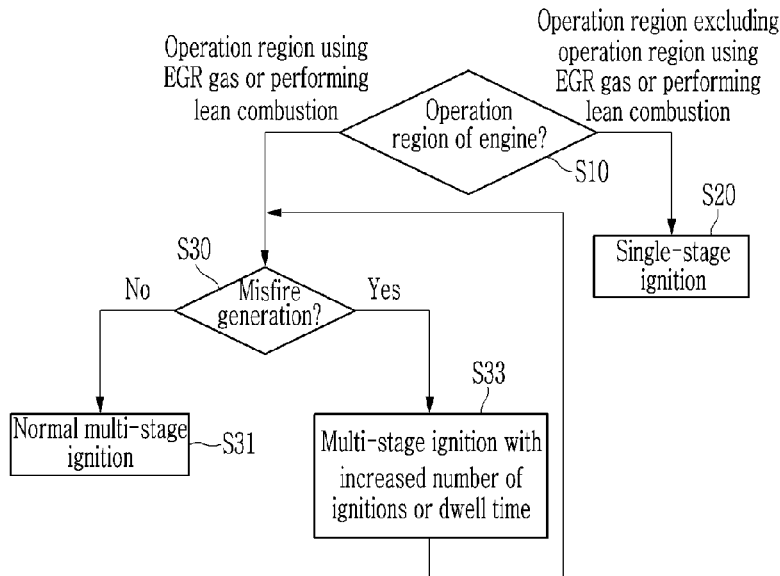 Operation region using
EGR gas or performing
lean combustion
Operation region excluding
operation region using
EGR gas or performing
lean combustion
Operation
region of engine?
S10
S20
Single-stage
ignition
S30
No
Misfire
generation?
Yes
Normal multi-stage
ignition
S31
S33
Multi-stage ignition with
increased number of
ignitions or dwell time